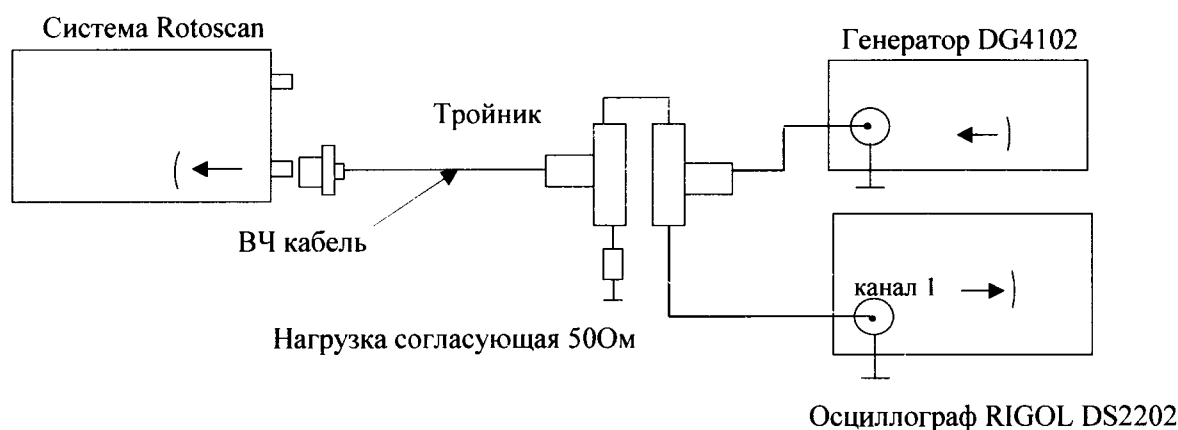 Система Rotoscan
Генератор DG4102
Тройник
ВЧ кабель
канал 1
Нагрузка согласующая 50Ом
Осциллограф RIGOL DS2202